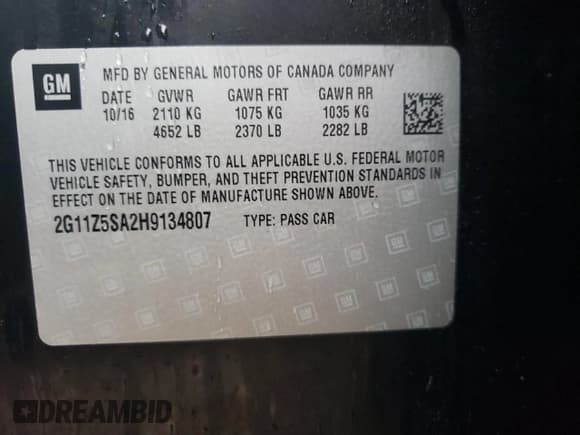 GM
MFD BY GENERAL MOTORS OF CANADA COMPANY
DATE GVWR GAWR FRT GAWR RR
10/16 2110 KG 1075 KG 1035 KG
4652 LB 2370 LB 2282 LB
THIS VEHICLE CONFORMS TO ALL APPLICABLE U.S. FEDERAL MOTOR
VEHICLE SAFETY, BUMPER, AND THEFT PREVENTION STANDARDS IN
EFFECT ON THE DATE OF MANUFACTURE SHOWN ABOVE.
2G11Z5SA2H9134807 TYPE: PASS CAR
DREAMBID